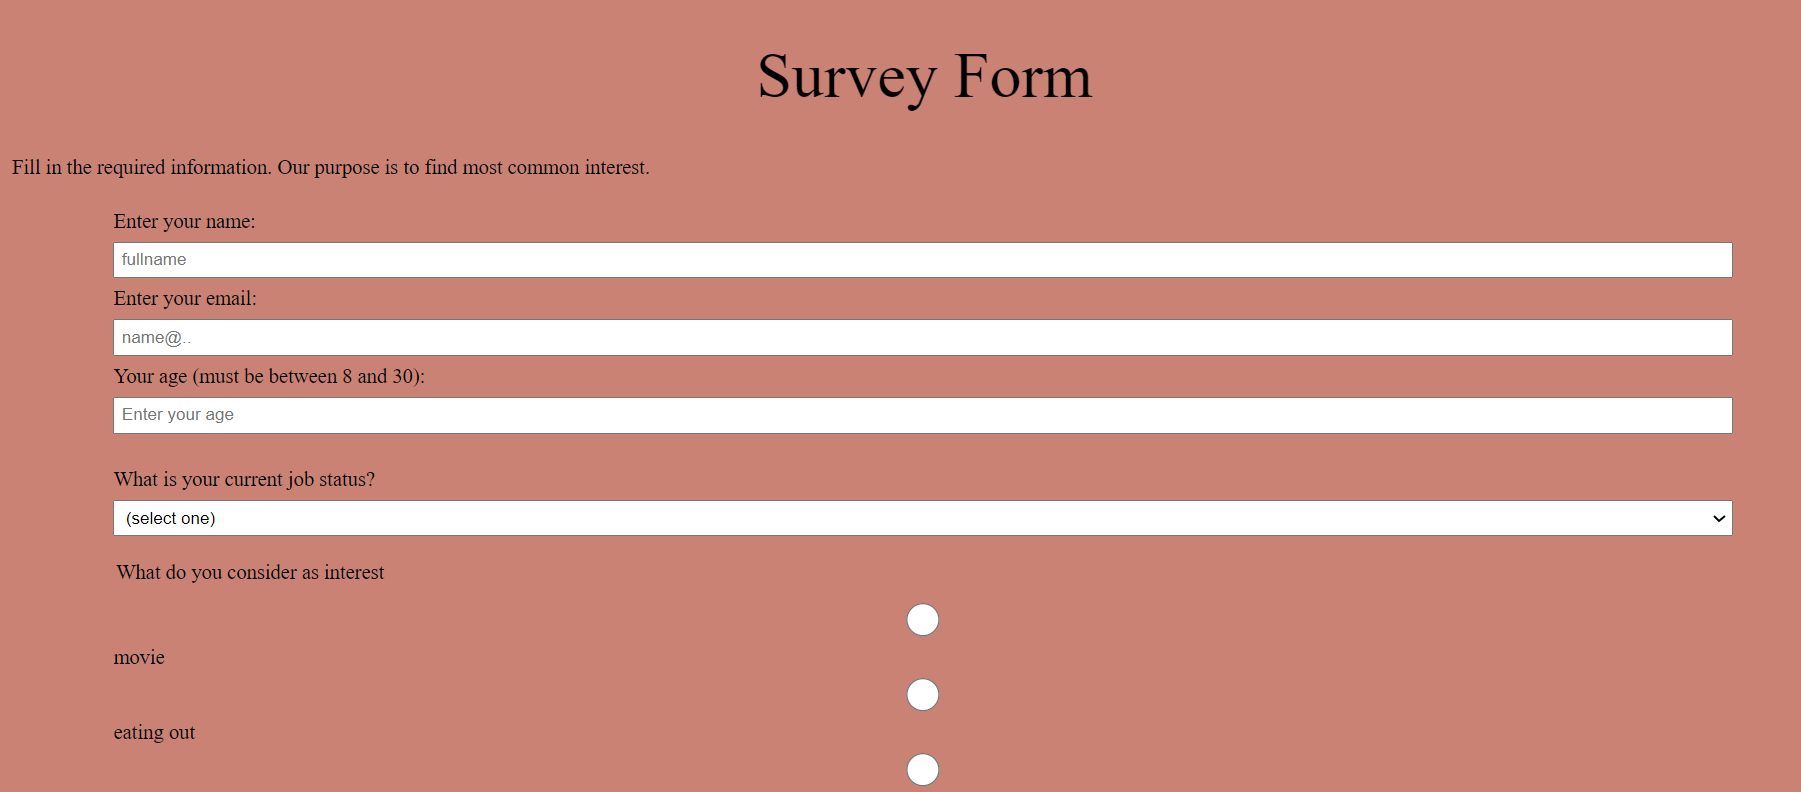 Survey Form
Fill in the required information. Our purpose is to find most common interest.
Enter your name:
fullname
Enter your email:
name@..
Your age (must be between 8 and 30):
Enter your age
What is your current job status?
(select one)
What do you consider as interest
movie
eating out